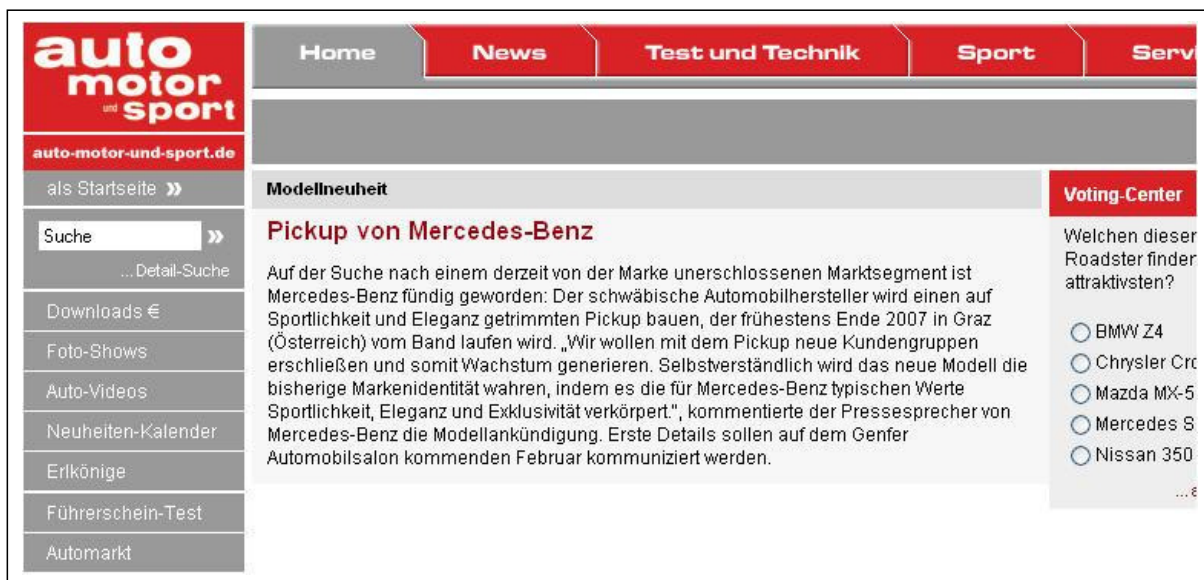 auto
motor
und sport
auto-motor-und-sport.de
Home
News
Test und Technik
Sport
Servi
als Startseite »
Suche »
...Detail-Suche
Downloads €
Foto-Shows
Auto-Videos
Neuheiten-Kalender
Erlkönige
Führerschein-Test
Automarkt
Modellneuheit
Pickup von Mercedes-Benz
Auf der Suche nach einem derzeit von der Marke unerschlossenen Marktsegment ist
Mercedes-Benz fündig geworden: Der schwäbische Automobilhersteller wird einen auf
Sportlichkeit und Eleganz getrimmten Pickup bauen, der frühestens Ende 2007 in Graz
(Österreich) vom Band laufen wird. „Wir wollen mit dem Pickup neue Kundengruppen
erschließen und somit Wachstum generieren. Selbstverständlich wird das neue Modell die
bisherige Markenidentität wahren, indem es die für Mercedes-Benz typischen Werte
Sportlichkeit, Eleganz und Exklusivität verkörpert.", kommentierte der Pressesprecher von
Mercedes-Benz die Modellankündigung. Erste Details sollen auf dem Genfer
Automobilsalon kommenden Februar kommuniziert werden.
Voting-Center
Welchen dieser
Roadster finden
attraktivsten?
BMW Z4
Chrysler Cro
Mazda MX-5
Mercedes S
Nissan 350